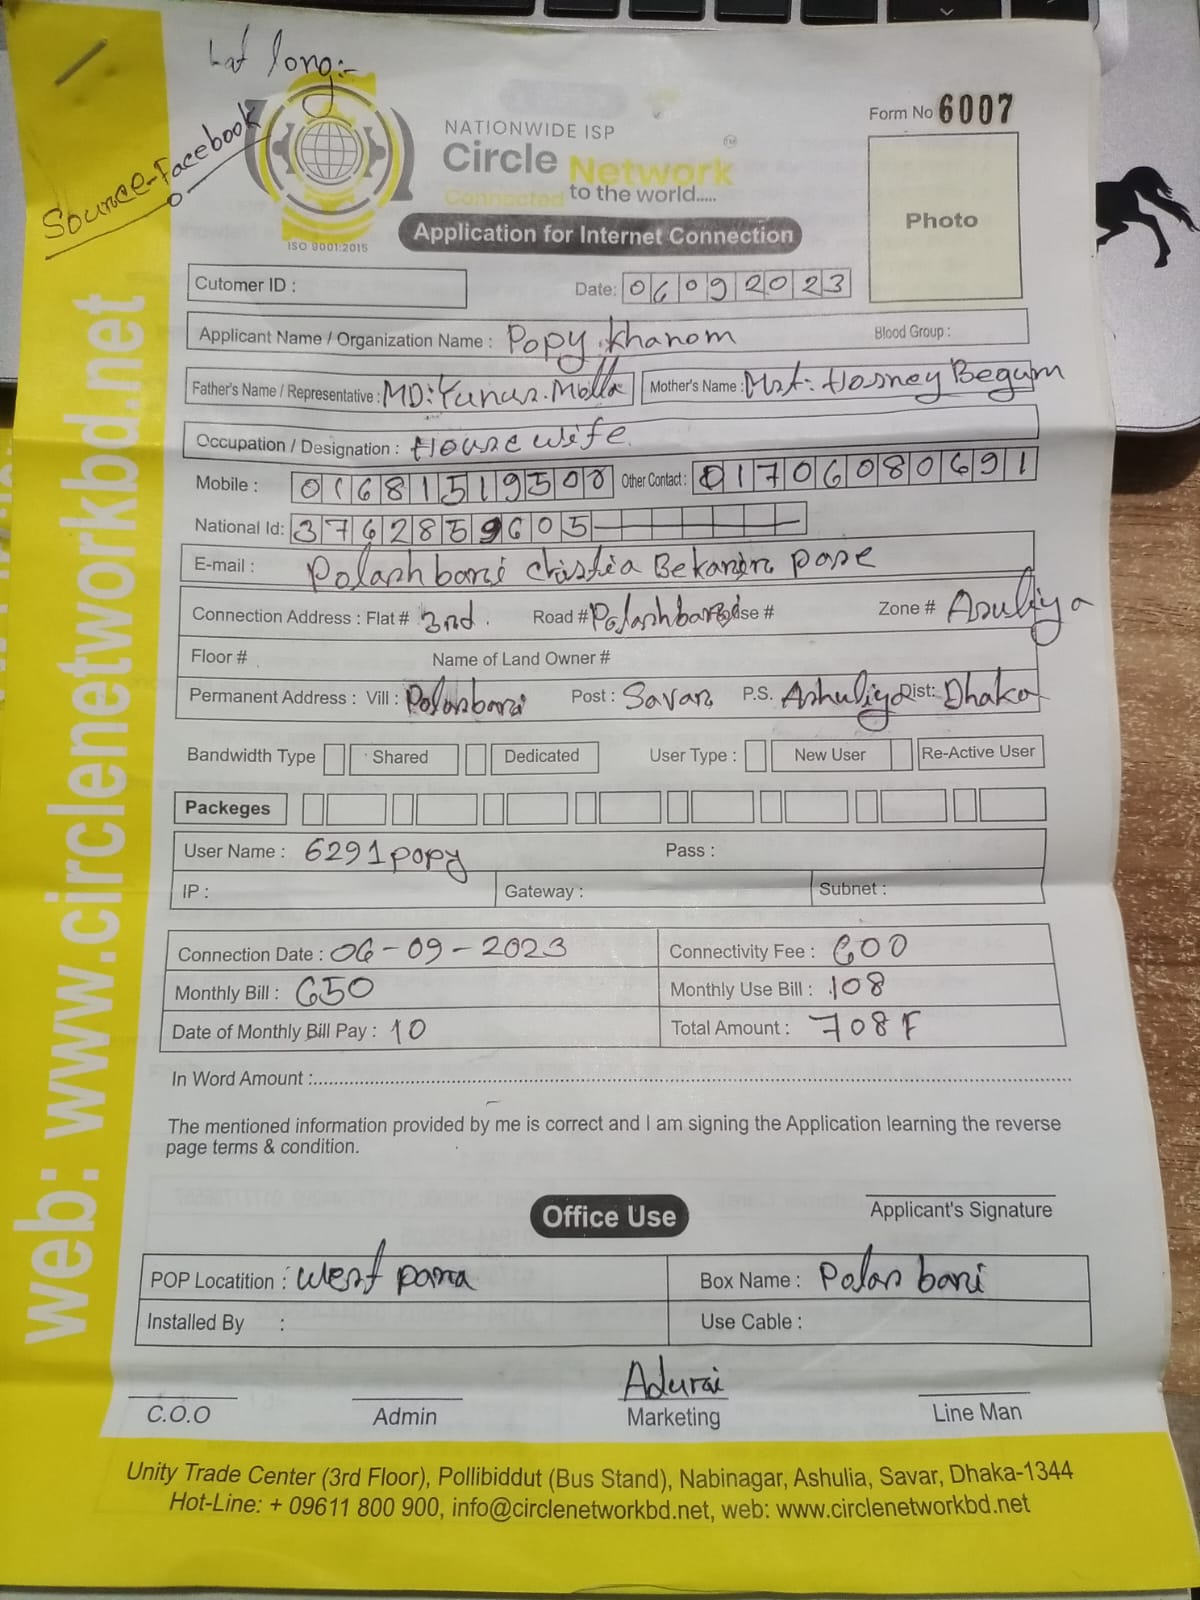 Lat long:-
Source-Facebook
Form No 6007
NATIONWIDE ISP
Circle Network
Connected to the world.....
ISO 9001:2015
Application for Internet Connection
Photo
Cutomer ID :
Date: 06092023
Applicant Name / Organization Name : Popy khanom Blood Group :
Father's Name / Representative : MD: Yunus. Molla Mother's Name : Mst: Hosney Begum
Occupation / Designation : House wife.
Mobile : 01681519500 Other Contact : 01706080691
National Id: 3762859605
E-mail : Polashbari Bekarir pase
Connection Address : Flat # 3rd. Road # Polashbari se # Zone # Asuliya
Floor # Name of Land Owner #
Permanent Address : Vill : Polasbari Post : Savar P.S. Ashuliya Dist: Dhaka
Bandwidth Type Shared Dedicated User Type : New User Re-Active User
Packeges
User Name : 6291popy Pass :
IP : Gateway : Subnet :
Connection Date : 06-09-2023 Connectivity Fee : 600
Monthly Bill : 650 Monthly Use Bill : 108
Date of Monthly Bill Pay : 10 Total Amount : 708
In Word Amount :
The mentioned information provided by me is correct and I am signing the Application learning the reverse
page terms & condition.
Applicant's Signature
Office Use
POP Locatition : West para Box Name : Polas bari
Installed By : Use Cable :
C.O.O Admin Marketing Line Man
Unity Trade Center (3rd Floor), Pollibiddut (Bus Stand), Nabinagar, Ashulia, Savar, Dhaka-1344
Hot-Line: + 09611 800 900, info@circlenetworkbd.net, web: www.circlenetworkbd.net
web: www.circlenetworkbd.net